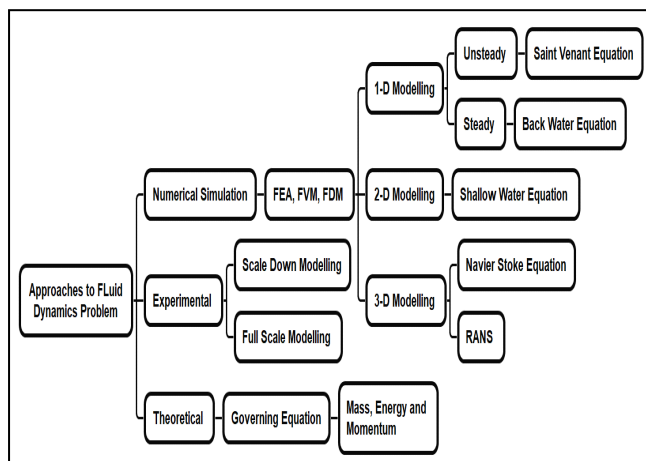 Approaches to FLuid
Dynamics Problem
Numerical Simulation
FEA, FVM, FDM
1-D Modelling
Unsteady
Saint Venant Equation
Steady
Back Water Equation
2-D Modelling
Shallow Water Equation
3-D Modelling
Navier Stoke Equation
RANS
Experimental
Scale Down Modelling
Full Scale Modelling
Theoretical
Governing Equation
Mass, Energy and
Momentum